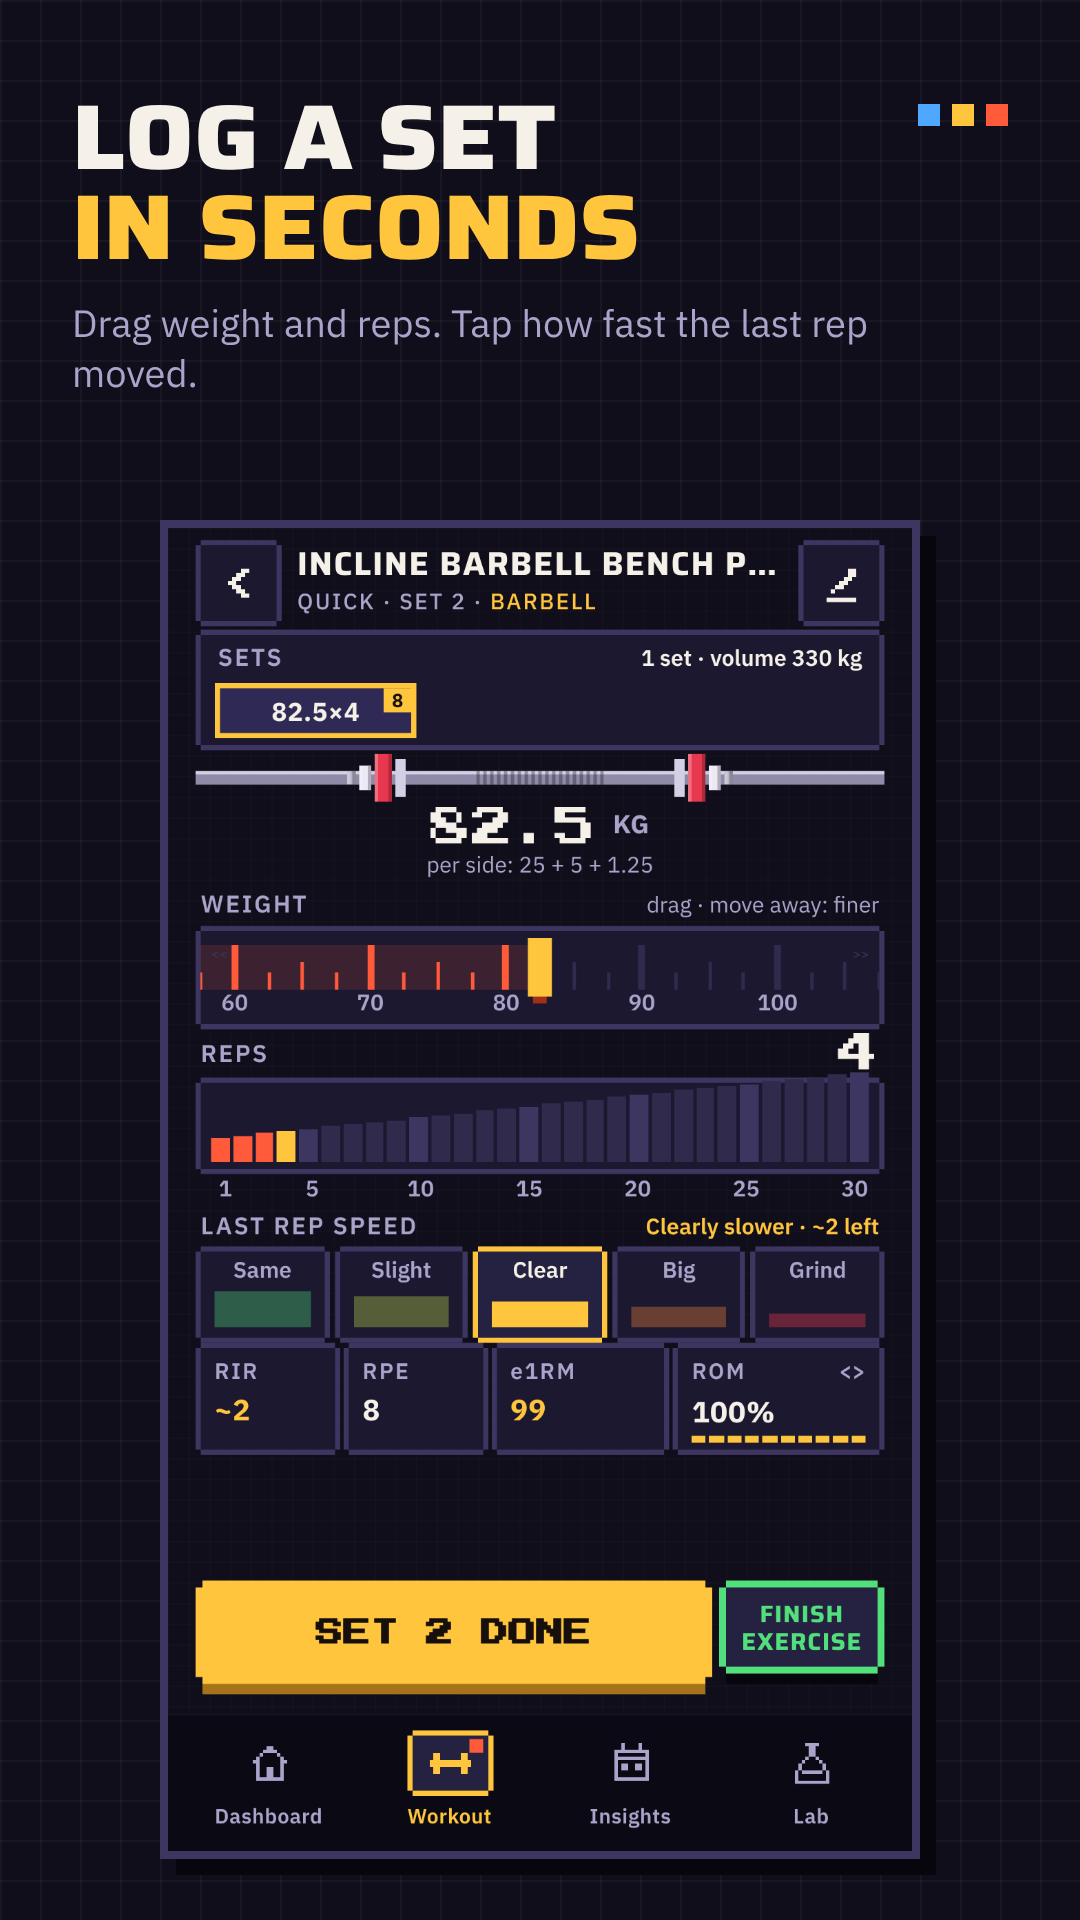 LOG A SET
IN SECONDS
Drag weight and reps. Tap how fast the last rep
moved.
INCLINE BARBELL BENCH P...
QUICK · SET 2 · BARBELL
SETS
1 set · volume 330 kg
82.5×4
8
82.5 KG
per side: 25 + 5 + 1.25
WEIGHT
drag · move away: finer
<< >>
60 70 80 90 100
REPS
4
1 5 10 15 20 25 30
LAST REP SPEED
Clearly slower · ~2 left
Same Slight Clear Big Grind
RIR RPE e1RM ROM <>
~2 8 99 100%
SET 2 DONE
FINISH
EXERCISE
Dashboard Workout Insights Lab